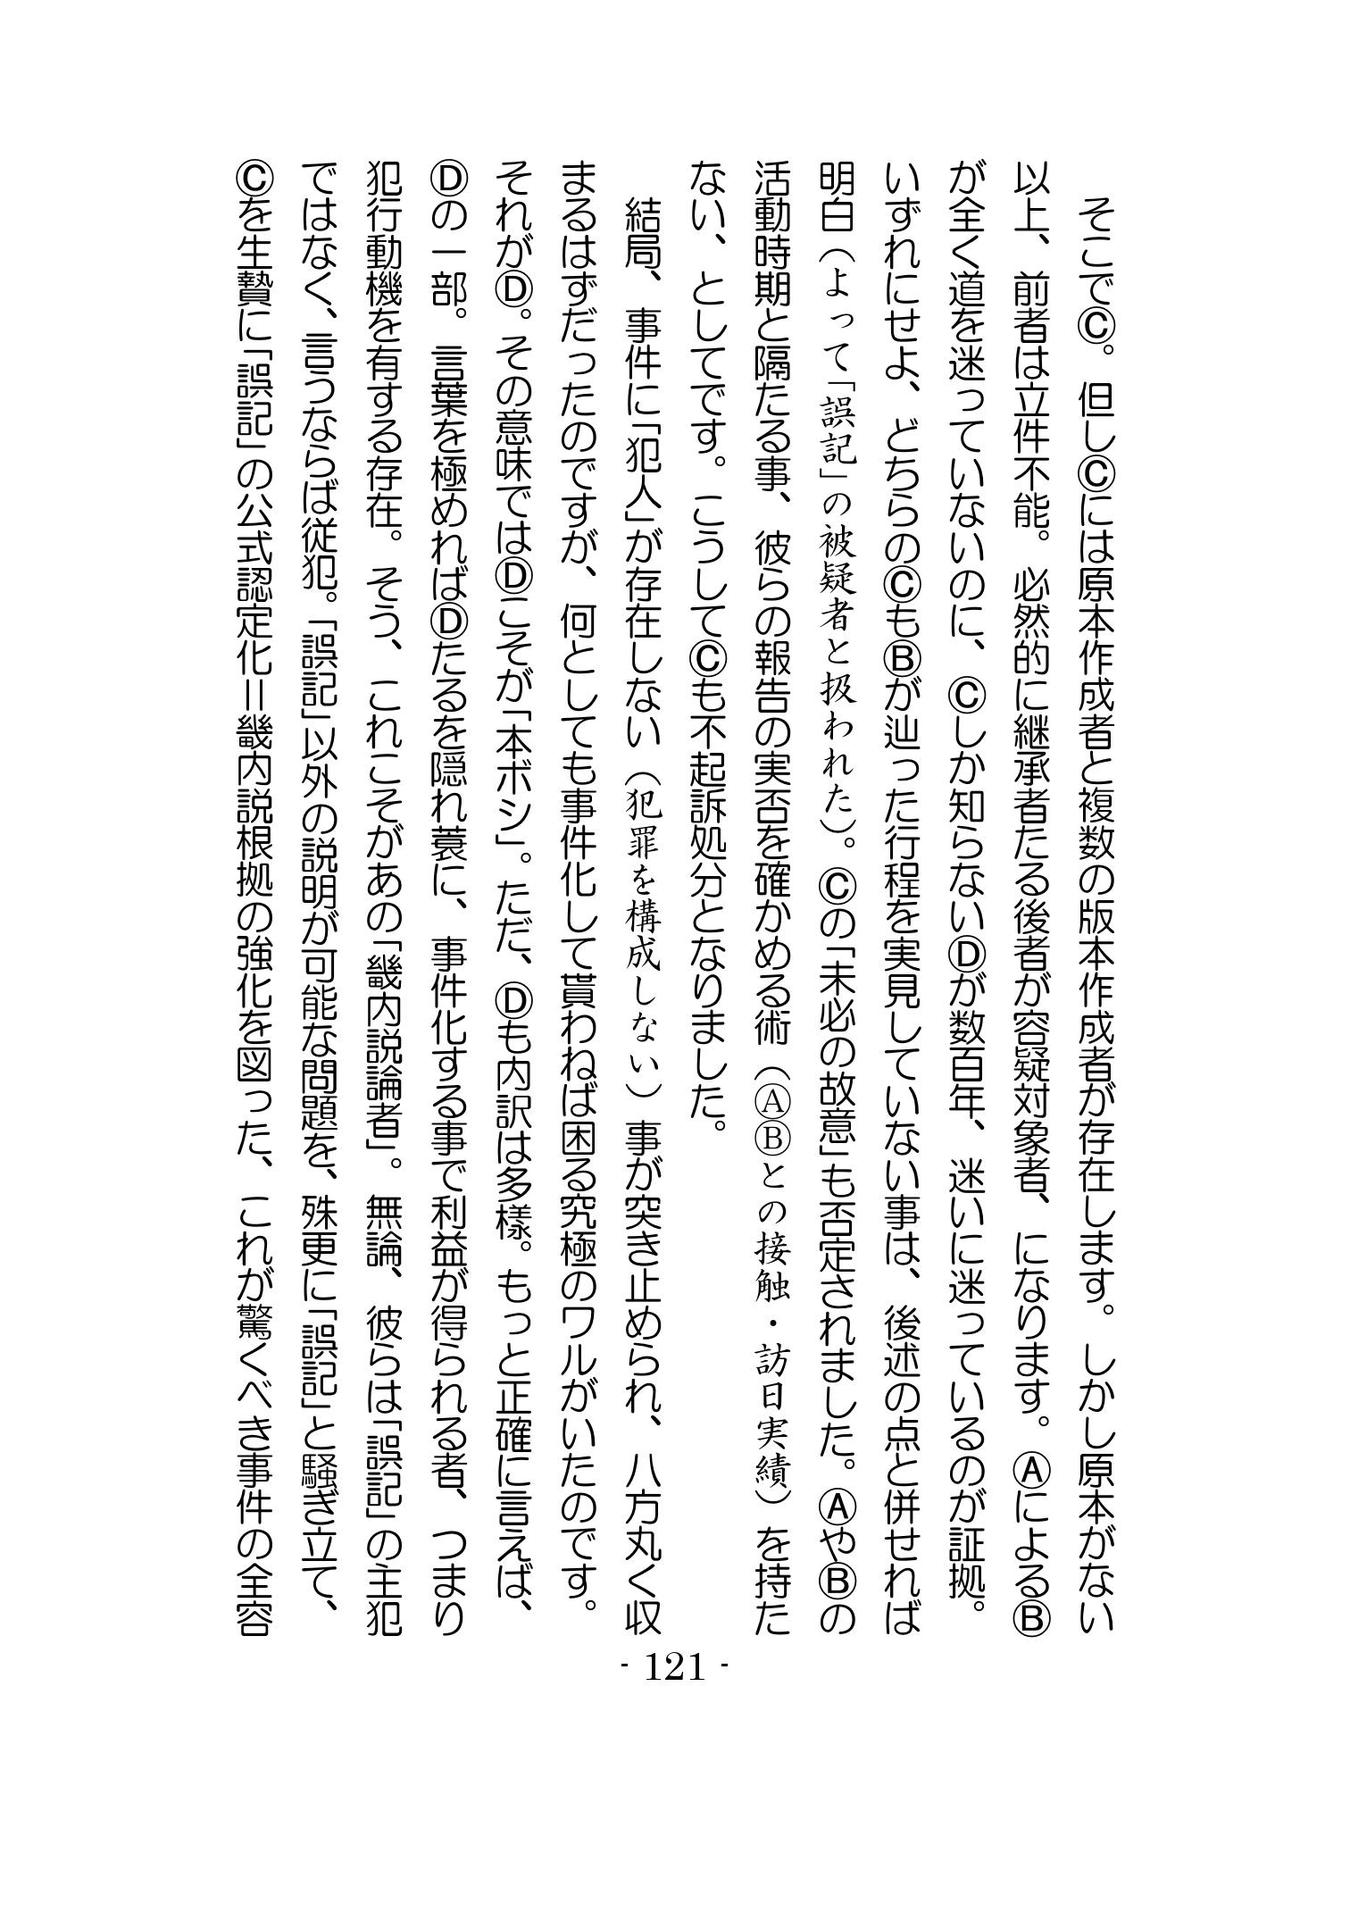 そこでⒸ。但しⒸには原本作成者と複数の版本作成者が存在します。しかし原本がない
以上、前者は立件不能。必然的に継承者たる後者が容疑対象者、になります。ⒶによるⒷ
が全く道を迷っていないのに、Ⓒしか知らないⒹが数百年、迷いに迷っているのが証拠。
いずれにせよ、どちらのⒸもⒷが辿った行程を実見していない事は、後述の点と併せれば
明白（よって「誤記」の被疑者と扱われた）。Ⓒの「未必の故意」も否定されました。ⒶやⒷの
活動時期と隔たる事、彼らの報告の実否を確かめる術（ⒶⒷとの接触・訪日実績）を持た
ない、としてです。こうしてⒸも不起訴処分となりました。
結局、事件に「犯人」が存在しない（犯罪を構成しない）事が突き止められ、八方丸く収
まるはずだったのですが、何としても事件化して貰わねば困る究極のワルがいたのです。
それがⒹ。その意味ではⒹこそが「本ボシ」。ただ、Ⓓも内訳は多様。もっと正確に言えば、
Ⓓの一部。言葉を極めればⒹたるを隠れ蓑に、事件化する事で利益が得られる者、つまり
犯行動機を有する存在。そう、これこそがあの「畿内説論者」。無論、彼らは「誤記」の主犯
ではなく、言うならば従犯。「誤記」以外の説明が可能な問題を、殊更に「誤記」と騒ぎ立て、
Ⓒを生贄に「誤記」の公式認定化＝畿内説根拠の強化を図った、これが驚くべき事件の全容
- 121 -